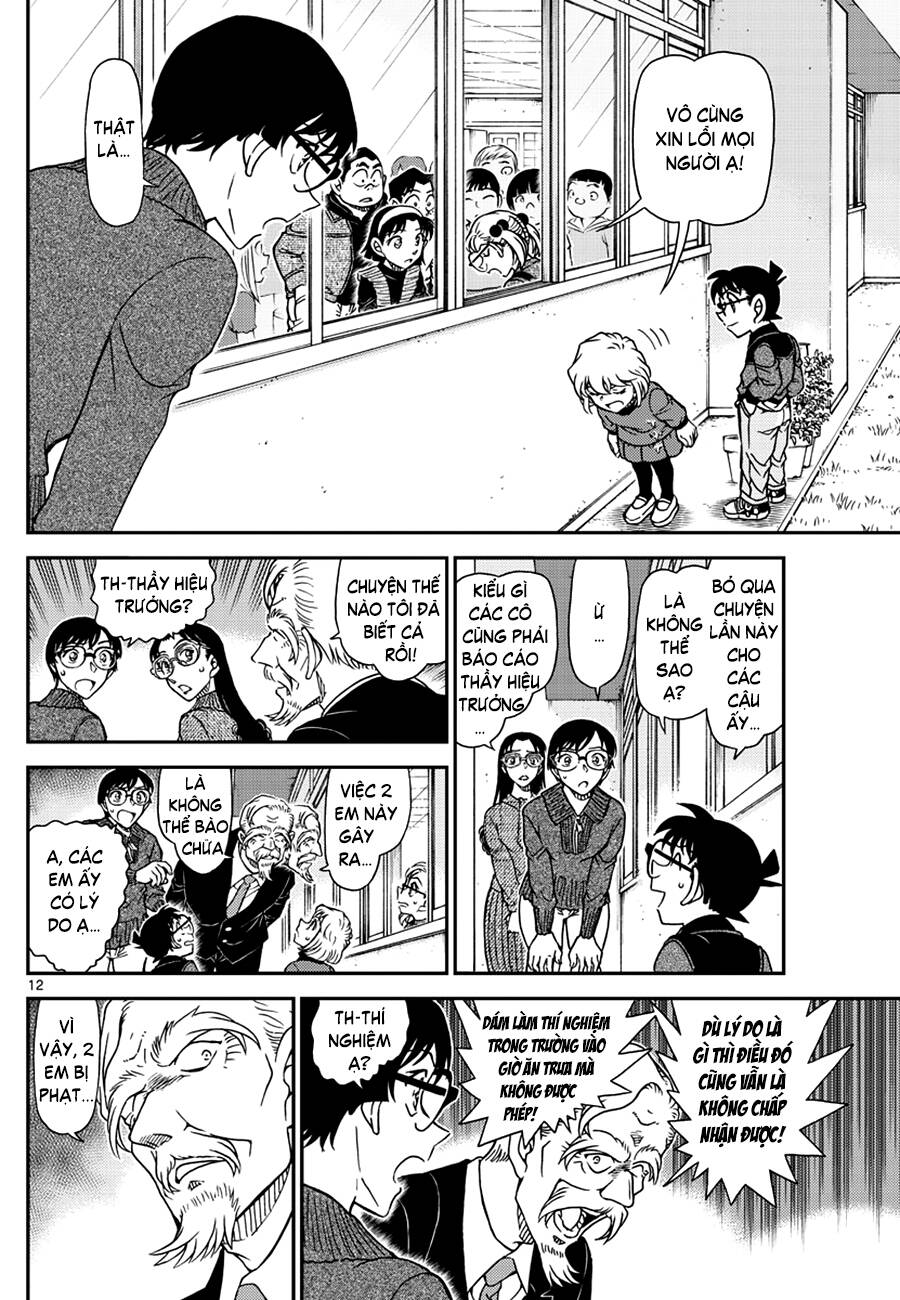 VÔ CÙNG
XIN LỖI MỌI
NGƯỜI Ạ!
THẬT
LÀ...
BỎ QUA
CHUYỆN
LẦN NÀY
CHO
CÁC
CẬU
ẤY...
LÀ
KHÔNG
THỂ
SAO
Ạ?
Ừ
...
KIỂU GÌ
CÁC CÔ
CŨNG PHẢI
BÁO CÁO
THẦY HIỆU
TRƯỞNG
...
CHUYỆN THẾ
NÀO TÔI ĐÃ
BIẾT CẢ
RỒI!
TH-THẦY HIỆU
TRƯỞNG?
VIỆC 2
EM NÀY
GÂY
RA...
LÀ
KHÔNG
THỂ BÀO
CHỮA
A, CÁC
EM ẤY
CÓ LÝ
DO Ạ...
12
DÙ LÝ DO LÀ
GÌ THÌ ĐIỀU ĐÓ
CŨNG VẪN LÀ
KHÔNG CHẤP
NHẬN ĐƯỢC!
DÁM LÀM THÍ NGHIỆM
TRONG TRƯỜNG VÀO
GIỜ ĂN TRƯA MÀ
KHÔNG ĐƯỢC
PHÉP!
TH-THÍ
NGHIỆM
Ạ?
VÌ
VẬY, 2
EM BỊ
PHẠT...